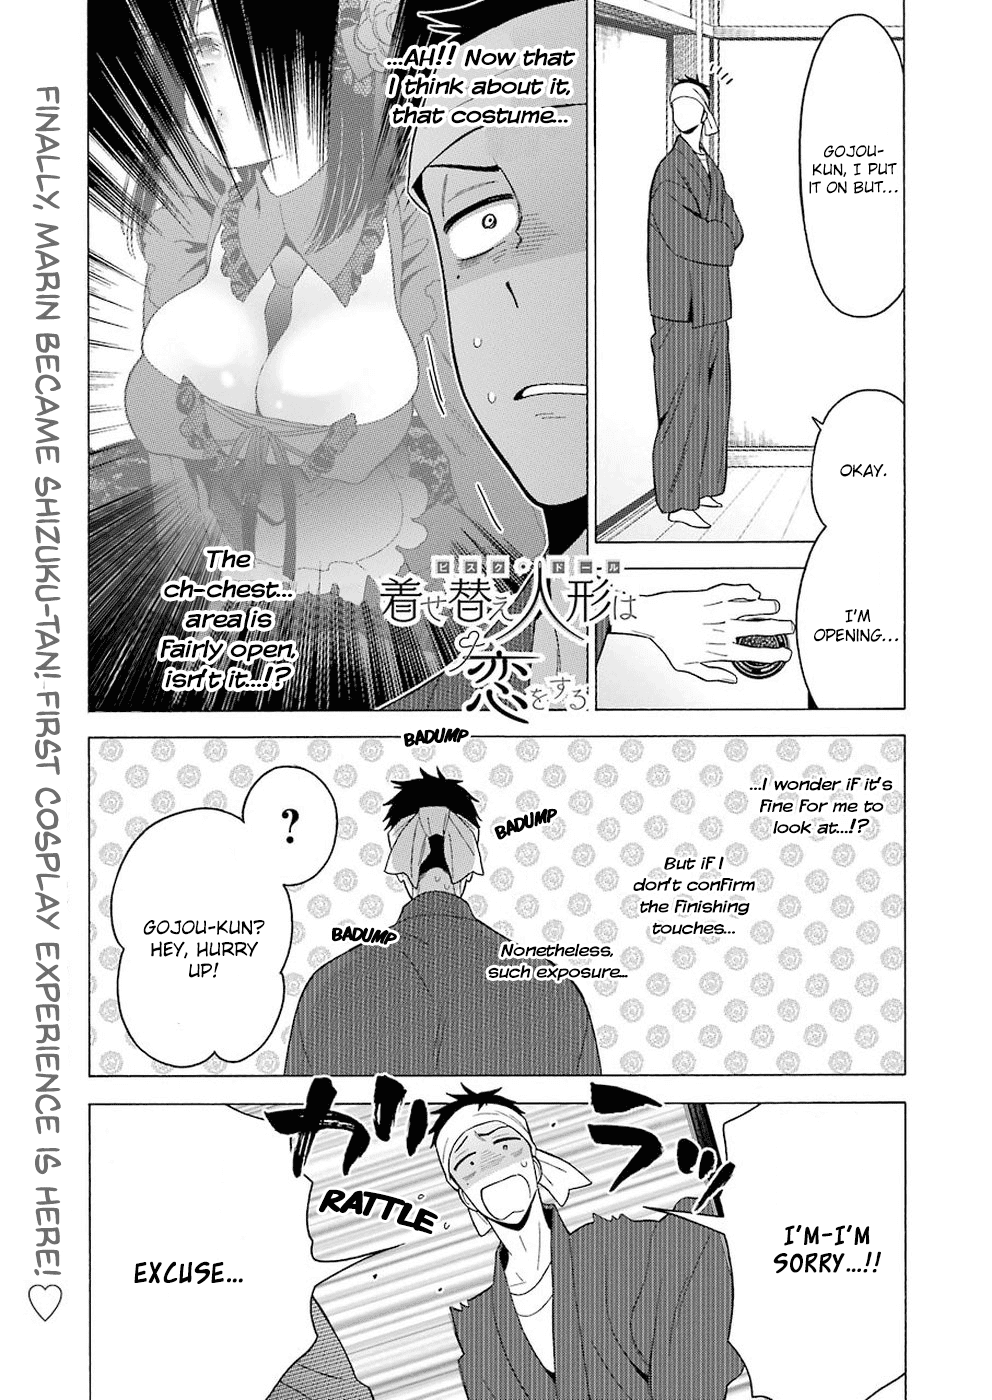 GOJOU-
KUN, I PUT
IT ON BUT...
OKAY.
I'M
OPENING...
...AH!! Now that
I think about it,
that costume...
The
ch-chest...
area is
Fairly open,
isn't it...!?
ビスク・ドール
着せ替え人形は
恋をする
FINALLY, MARIN BECAME SHIZUKU-TAN! FIRST COSPLAY EXPERIENCE IS HERE!♡
BADUMP
...I wonder if it's
Fine For me to
look at...!?
BADUMP
But if I
don't confirm
the Finishing
touches...
?
BADUMP
Nonetheless,
such exposure...
GOJOU-KUN?
HEY, HURRY
UP!
ガラッ
RATTLE
I'M-I'M
SORRY...!!
EXCUSE...